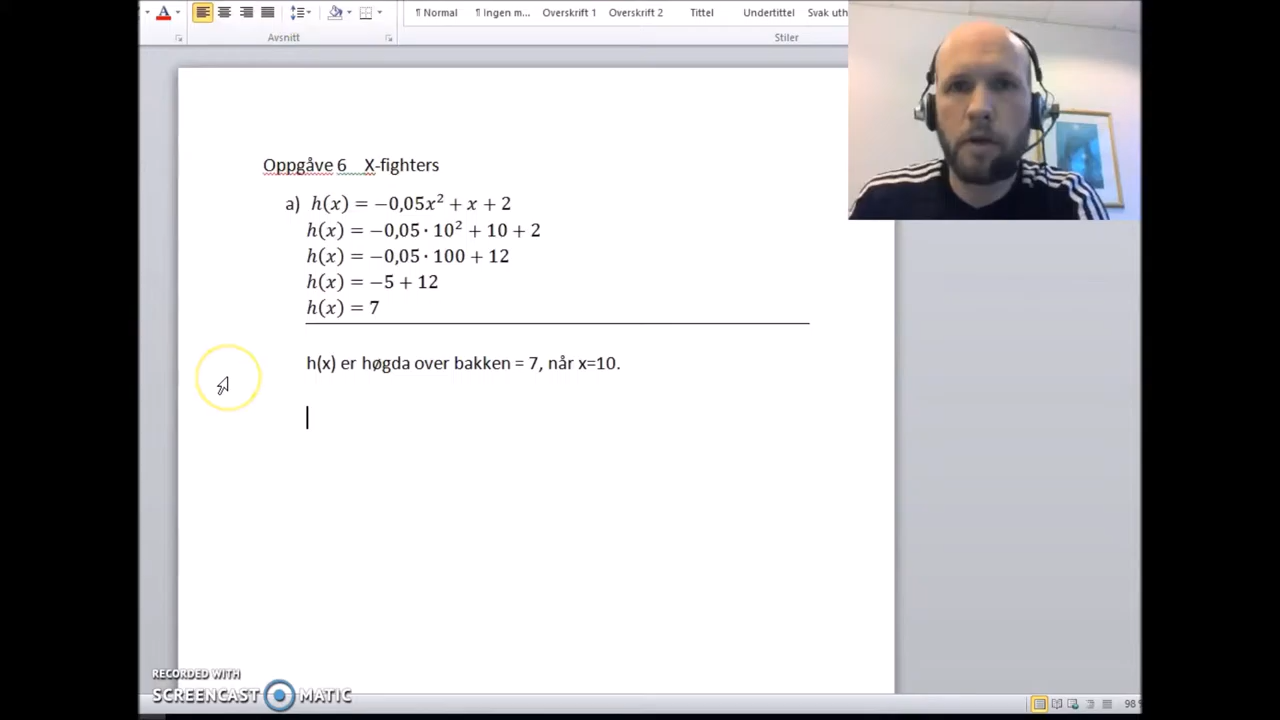 ¶ Normal ¶ Ingen m... Overskrift 1 Overskrift 2 Tittel Undertittel Svak uth
Avsnitt Stiler
Oppgåve 6 X-fighters
a) h(x) = −0,05x² + x + 2
h(x) = −0,05 · 10² + 10 + 2
h(x) = −0,05 · 100 + 12
h(x) = −5 + 12
h(x) = 7
h(x) er høgda over bakken = 7, når x=10.
RECORDED WITH
SCREENCAST MATIC
98